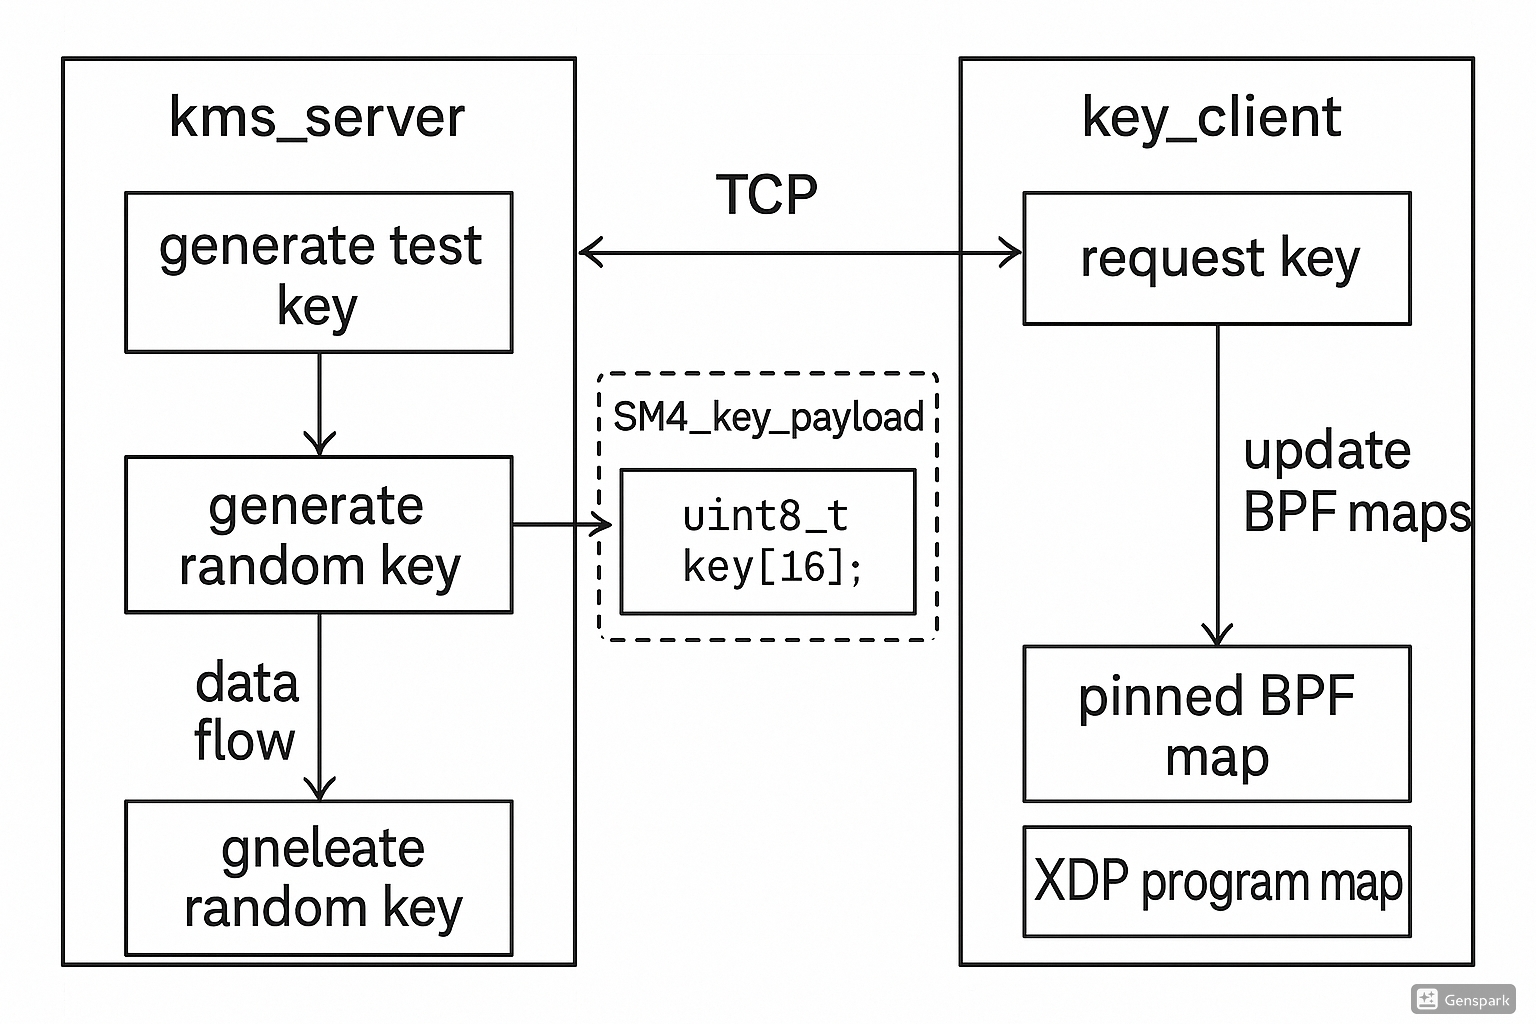 kms_server
generate test
key
generate
random key
data
flow
gneleate
random key
TCP
SM4_key_payload
uint8_t
key[16];
key_client
request key
update
BPF maps
pinned BPF
map
XDP program map
Genspark